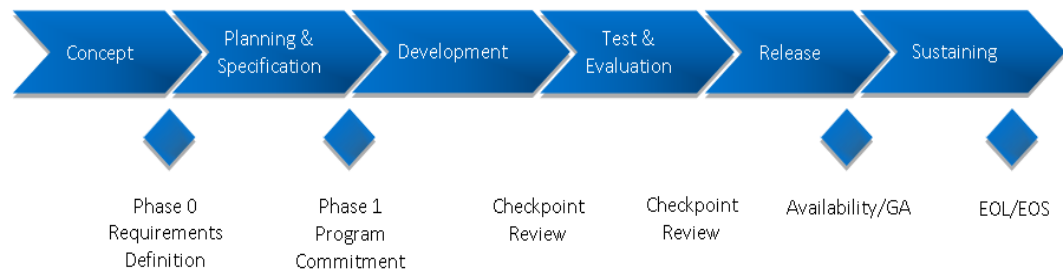 Concept
Planning &
Specification
Development
Test &
Evaluation
Release
Sustaining
Phase 0
Requirements
Definition
Phase 1
Program
Commitment
Checkpoint
Review
Checkpoint
Review
Availability/GA
EOL/EOS